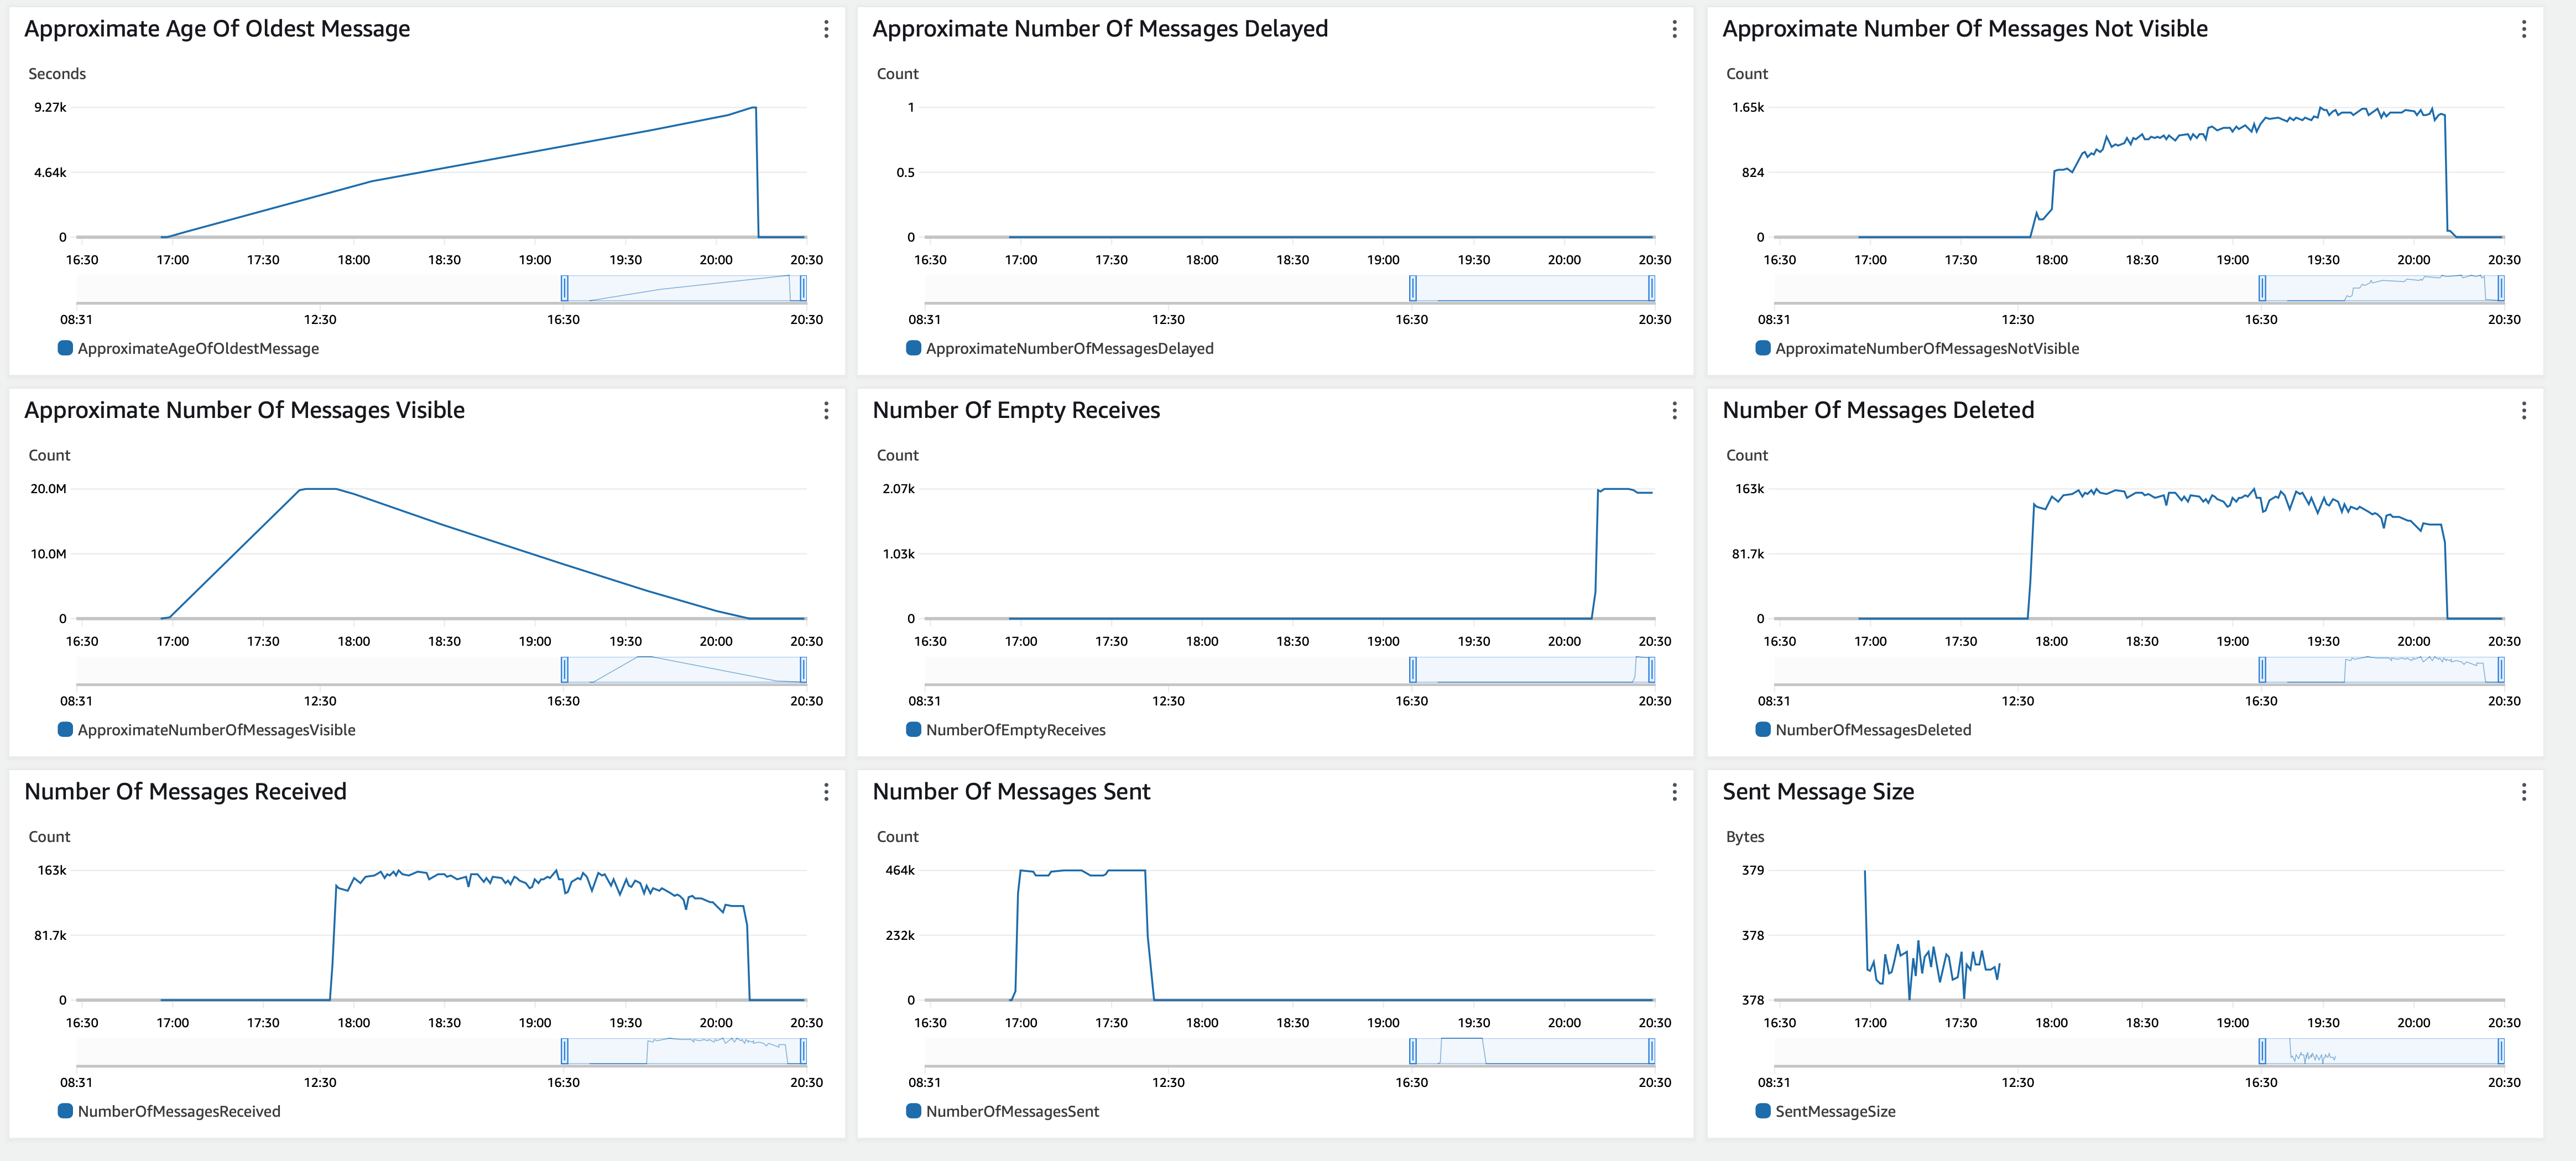 Approximate Age Of Oldest Message
Seconds
9.27k
4.64k
0
16:30 17:00 17:30 18:00 18:30 19:00 19:30 20:00 20:30
08:31 12:30 16:30 20:30
ApproximateAgeOfOldestMessage
Approximate Number Of Messages Delayed
Count
1
0.5
0
16:30 17:00 17:30 18:00 18:30 19:00 19:30 20:00 20:30
08:31 12:30 16:30 20:30
ApproximateNumberOfMessagesDelayed
Approximate Number Of Messages Not Visible
Count
1.65k
824
0
16:30 17:00 17:30 18:00 18:30 19:00 19:30 20:00 20:30
08:31 12:30 16:30 20:30
ApproximateNumberOfMessagesNotVisible
Approximate Number Of Messages Visible
Count
20.0M
10.0M
0
16:30 17:00 17:30 18:00 18:30 19:00 19:30 20:00 20:30
08:31 12:30 16:30 20:30
ApproximateNumberOfMessagesVisible
Number Of Empty Receives
Count
2.07k
1.03k
0
16:30 17:00 17:30 18:00 18:30 19:00 19:30 20:00 20:30
08:31 12:30 16:30 20:30
NumberOfEmptyReceives
Number Of Messages Deleted
Count
163k
81.7k
0
16:30 17:00 17:30 18:00 18:30 19:00 19:30 20:00 20:30
08:31 12:30 16:30 20:30
NumberOfMessagesDeleted
Number Of Messages Received
Count
163k
81.7k
0
16:30 17:00 17:30 18:00 18:30 19:00 19:30 20:00 20:30
08:31 12:30 16:30 20:30
NumberOfMessagesReceived
Number Of Messages Sent
Count
464k
232k
0
16:30 17:00 17:30 18:00 18:30 19:00 19:30 20:00 20:30
08:31 12:30 16:30 20:30
NumberOfMessagesSent
Sent Message Size
Bytes
379
378
378
16:30 17:00 17:30 18:00 18:30 19:00 19:30 20:00 20:30
08:31 12:30 16:30 20:30
SentMessageSize